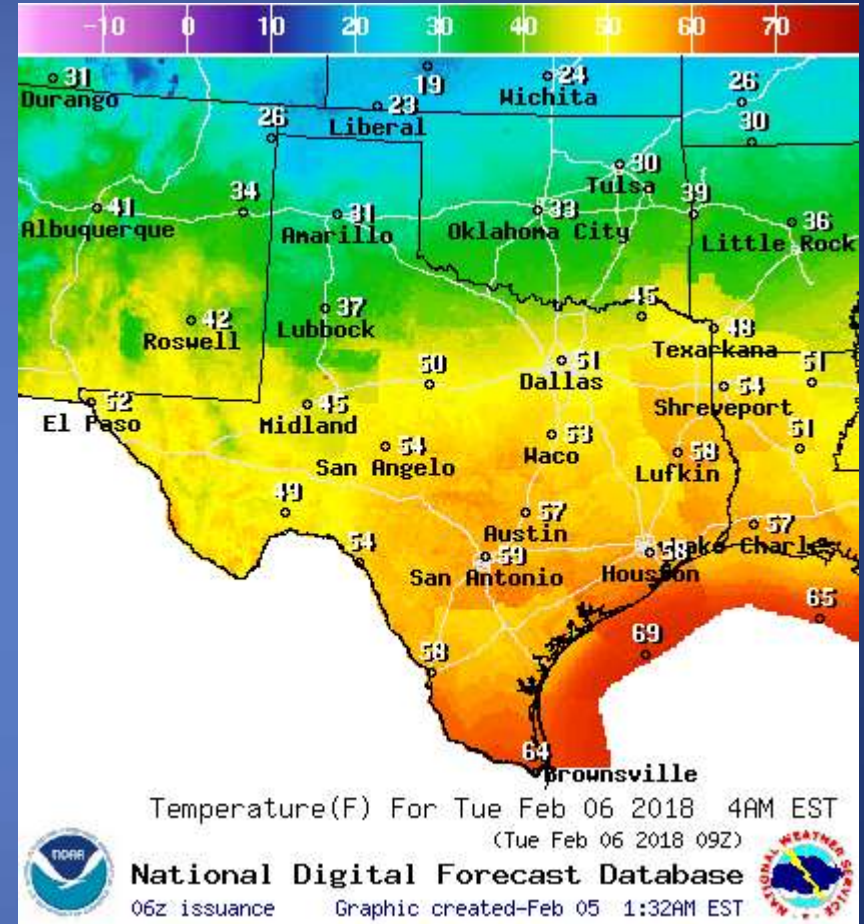 -10 0 10 20 30 40 50 60 70
31
Durango
19
24
Wichita
26
23
Liberal
26
30
30
Tulsa
41
Albuquerque
34
31
Amarillo
33
Oklahoma City
39
36
Little Rock
42
Roswell
37
Lubbock
45
48
Texarkana
50
51
Dallas
54
Shreveport
51
52
El Paso
45
Midland
54
San Angelo
53
Waco
58
Lufkin
51
49
57
Austin
57
Lake Charles
54
59
San Antonio
58
Houston
65
69
58
64
Brownsville
Temperature(F) For Tue Feb 06 2018 4AM EST
(Tue Feb 06 2018 09Z)
National Digital Forecast Database
06z issuance Graphic created-Feb 05 1:32AM EST
NOAA
NATIONAL WEATHER SERVICE